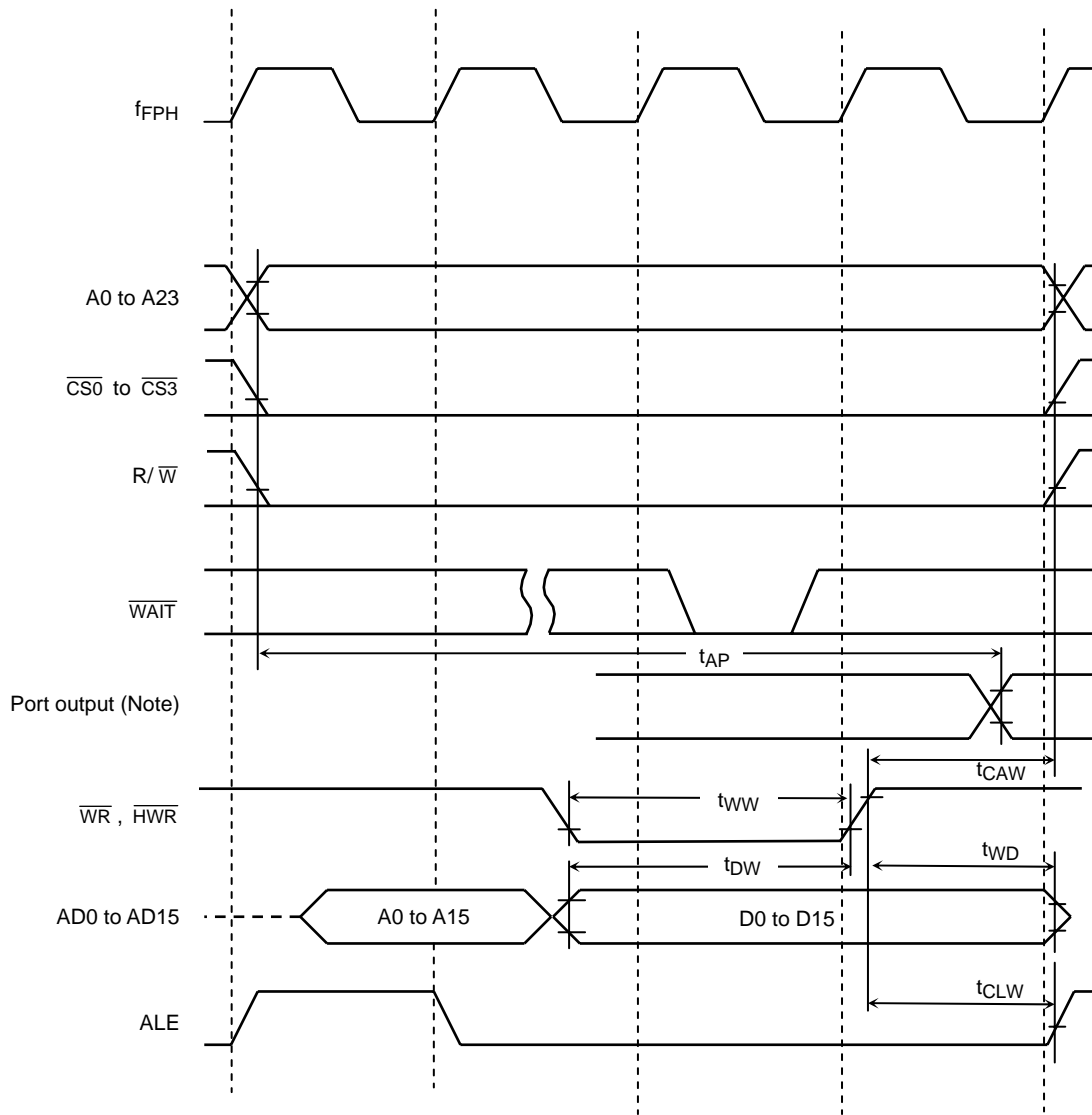 fFPH
A0 to A23
CS0 to CS3
R/ W
WAIT
tAP
Port output (Note)
tCAW
WR , HWR
tWW
tWD
tDW
AD0 to AD15
A0 to A15
D0 to D15
tCLW
ALE